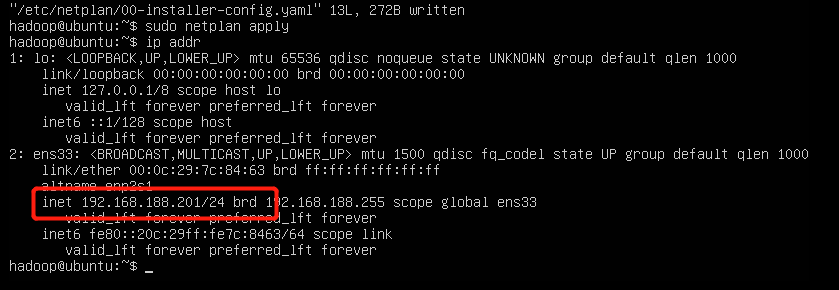 "/etc/netplan/00-installer-config.yaml" 13L, 272B written
hadoop@ubuntu:~$ sudo netplan apply
hadoop@ubuntu:~$ ip addr
1: lo: <LOOPBACK,UP,LOWER_UP> mtu 65536 qdisc noqueue state UNKNOWN group default qlen 1000
    link/loopback 00:00:00:00:00:00 brd 00:00:00:00:00:00
    inet 127.0.0.1/8 scope host lo
       valid_lft forever preferred_lft forever
    inet6 ::1/128 scope host
       valid_lft forever preferred_lft forever
2: ens33: <BROADCAST,MULTICAST,UP,LOWER_UP> mtu 1500 qdisc fq_codel state UP group default qlen 1000
    link/ether 00:0c:29:7c:84:63 brd ff:ff:ff:ff:ff:ff
    altname enp2s1
    inet 192.168.188.201/24 brd 192.168.188.255 scope global ens33
       valid_lft forever preferred_lft forever
    inet6 fe80::20c:29ff:fe7c:8463/64 scope link
       valid_lft forever preferred_lft forever
hadoop@ubuntu:~$ _